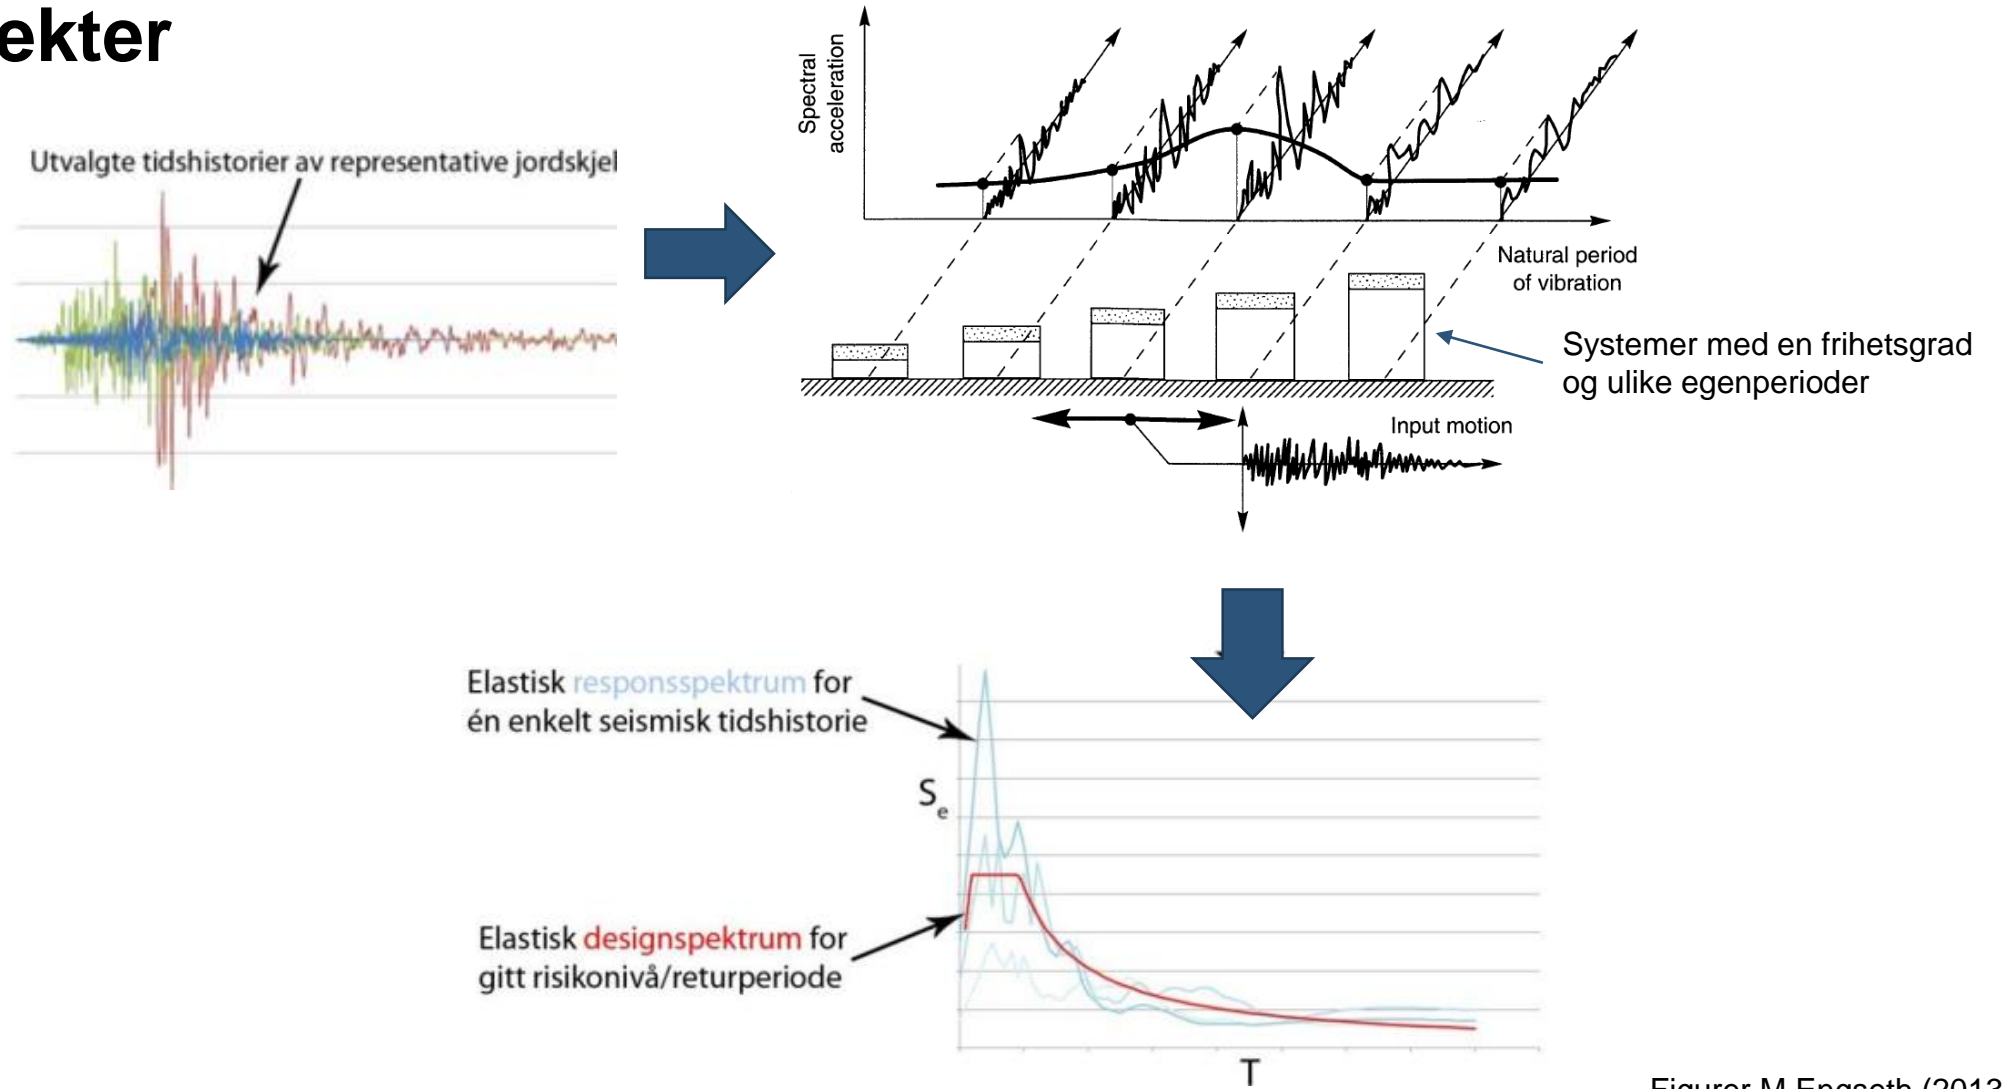 ekter
Utvalgte tidshistorier av representative jordskjel
Spectral
acceleration
Natural period
of vibration
Systemer med en frihetsgrad
og ulike egenperioder
Input motion
Elastisk responsspektrum for
én enkelt seismisk tidshistorie
Se
Elastisk designspektrum for
gitt risikonivå/returperiode
T
Figurer M Engseth (2013